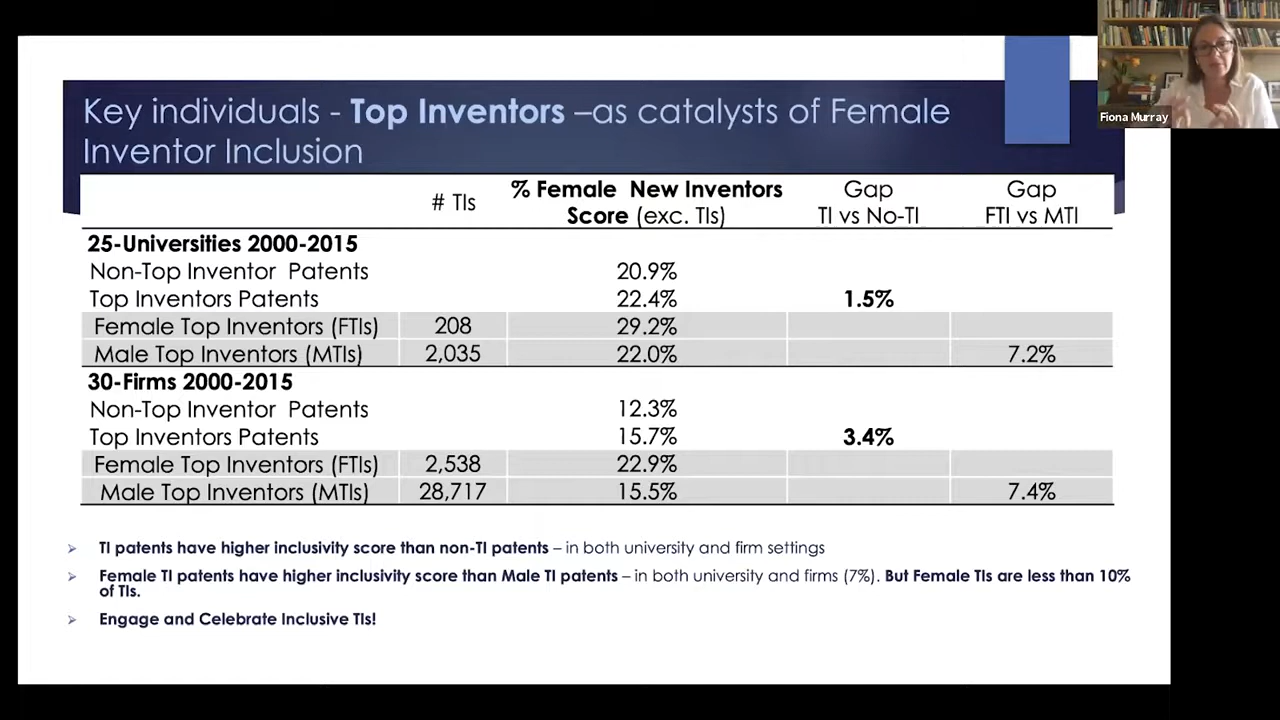 Key individuals - Top Inventors –as catalysts of Female
Inventor Inclusion
Fiona Murray
# TIs
% Female New Inventors
Score (exc. TIs)
Gap
TI vs No-TI
Gap
FTI vs MTI
25-Universities 2000-2015
Non-Top Inventor Patents 20.9%
Top Inventors Patents 22.4% 1.5%
Female Top Inventors (FTIs) 208 29.2%
Male Top Inventors (MTIs) 2,035 22.0% 7.2%
30-Firms 2000-2015
Non-Top Inventor Patents 12.3%
Top Inventors Patents 15.7% 3.4%
Female Top Inventors (FTIs) 2,538 22.9%
Male Top Inventors (MTIs) 28,717 15.5% 7.4%
TI patents have higher inclusivity score than non-TI patents – in both university and firm settings
Female TI patents have higher inclusivity score than Male TI patents – in both university and firms (7%). But Female TIs are less than 10%
of TIs.
Engage and Celebrate Inclusive TIs!